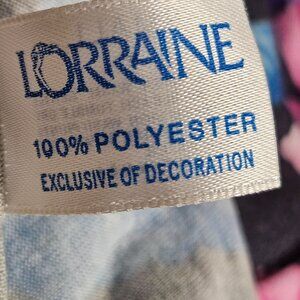 LORRAINE
100% POLYESTER
EXCLUSIVE OF DECORATION